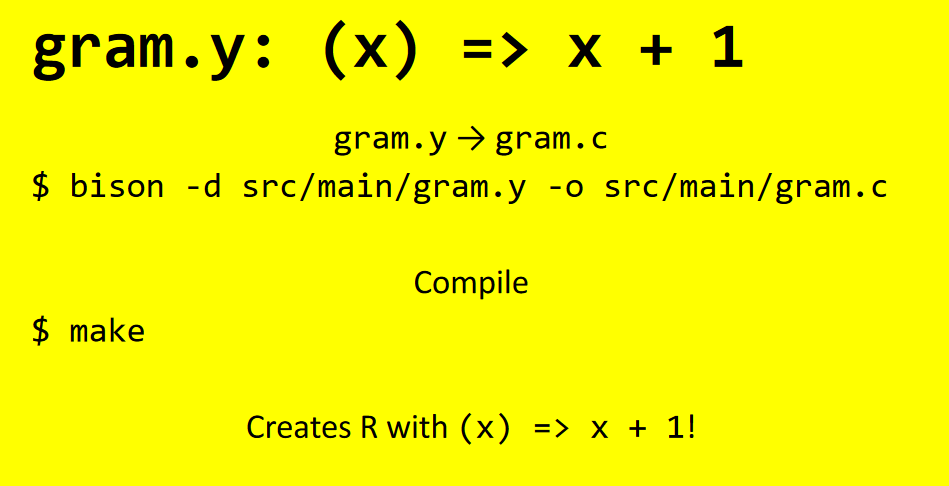 gram.y: (x) => x + 1
gram.y → gram.c
$ bison -d src/main/gram.y -o src/main/gram.c
Compile
$ make
Creates R with (x) => x + 1!